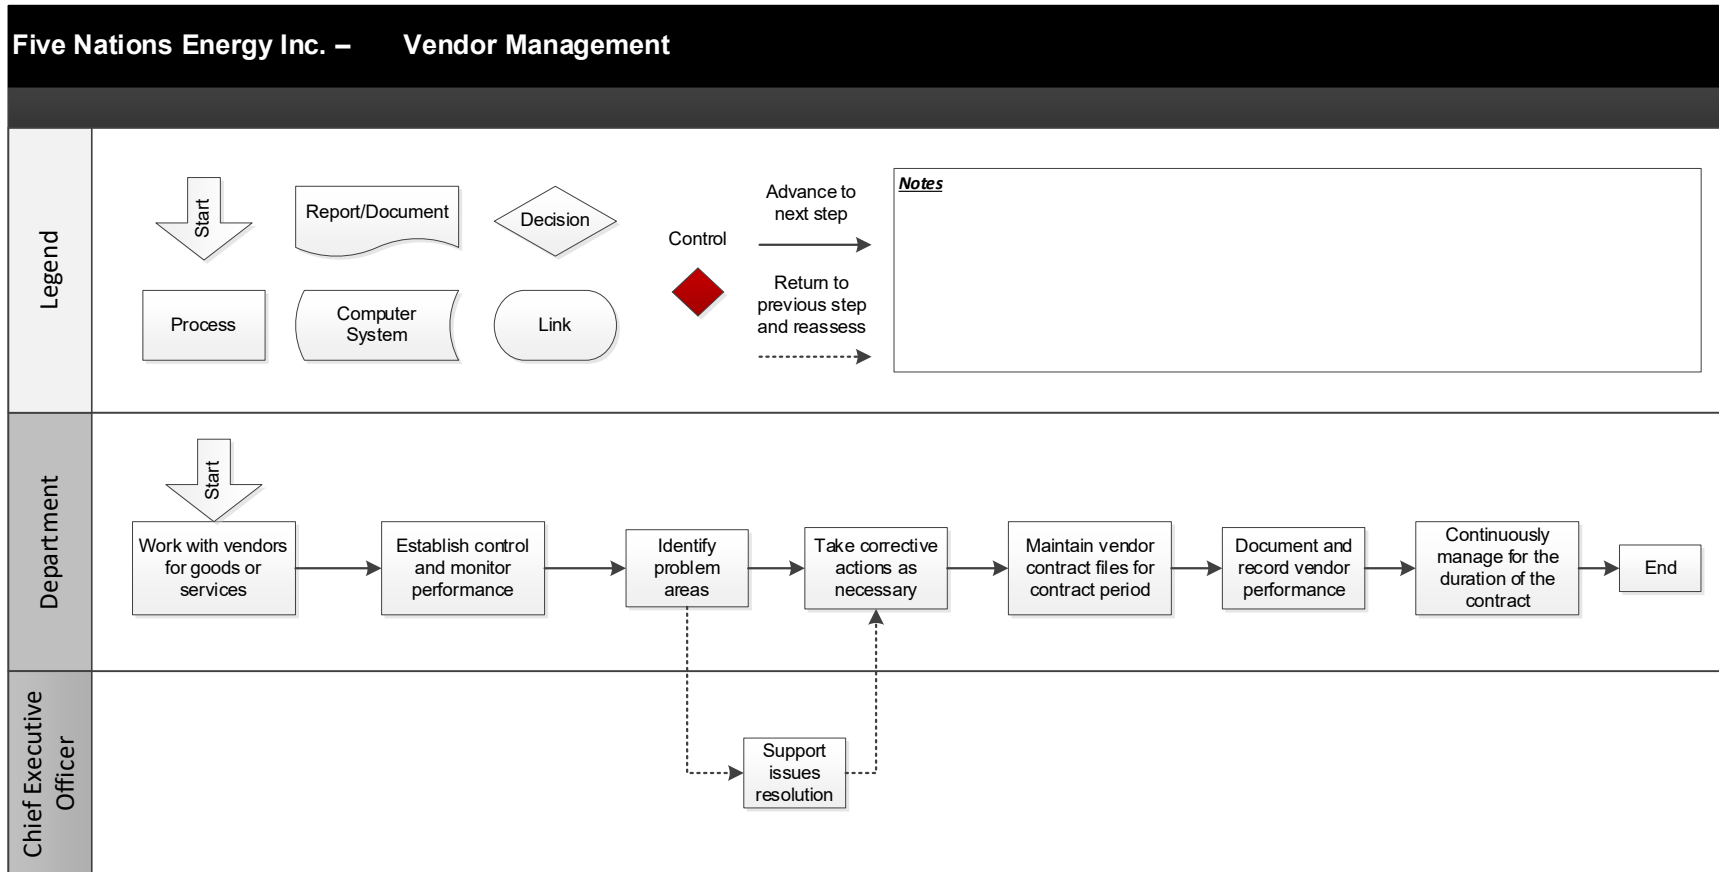 Five Nations Energy Inc. – Vendor Management
Legend
Start
Report/Document
Decision
Process
Computer
System
Link
Control
Advance to
next step
Return to
previous step
and reassess
Notes
Department
Start
Work with vendors
for goods or
services
Establish control
and monitor
performance
Identify
problem
areas
Take corrective
actions as
necessary
Maintain vendor
contract files for
contract period
Document and
record vendor
performance
Continuously
manage for the
duration of the
contract
End
Chief Executive
Officer
Support
issues
resolution